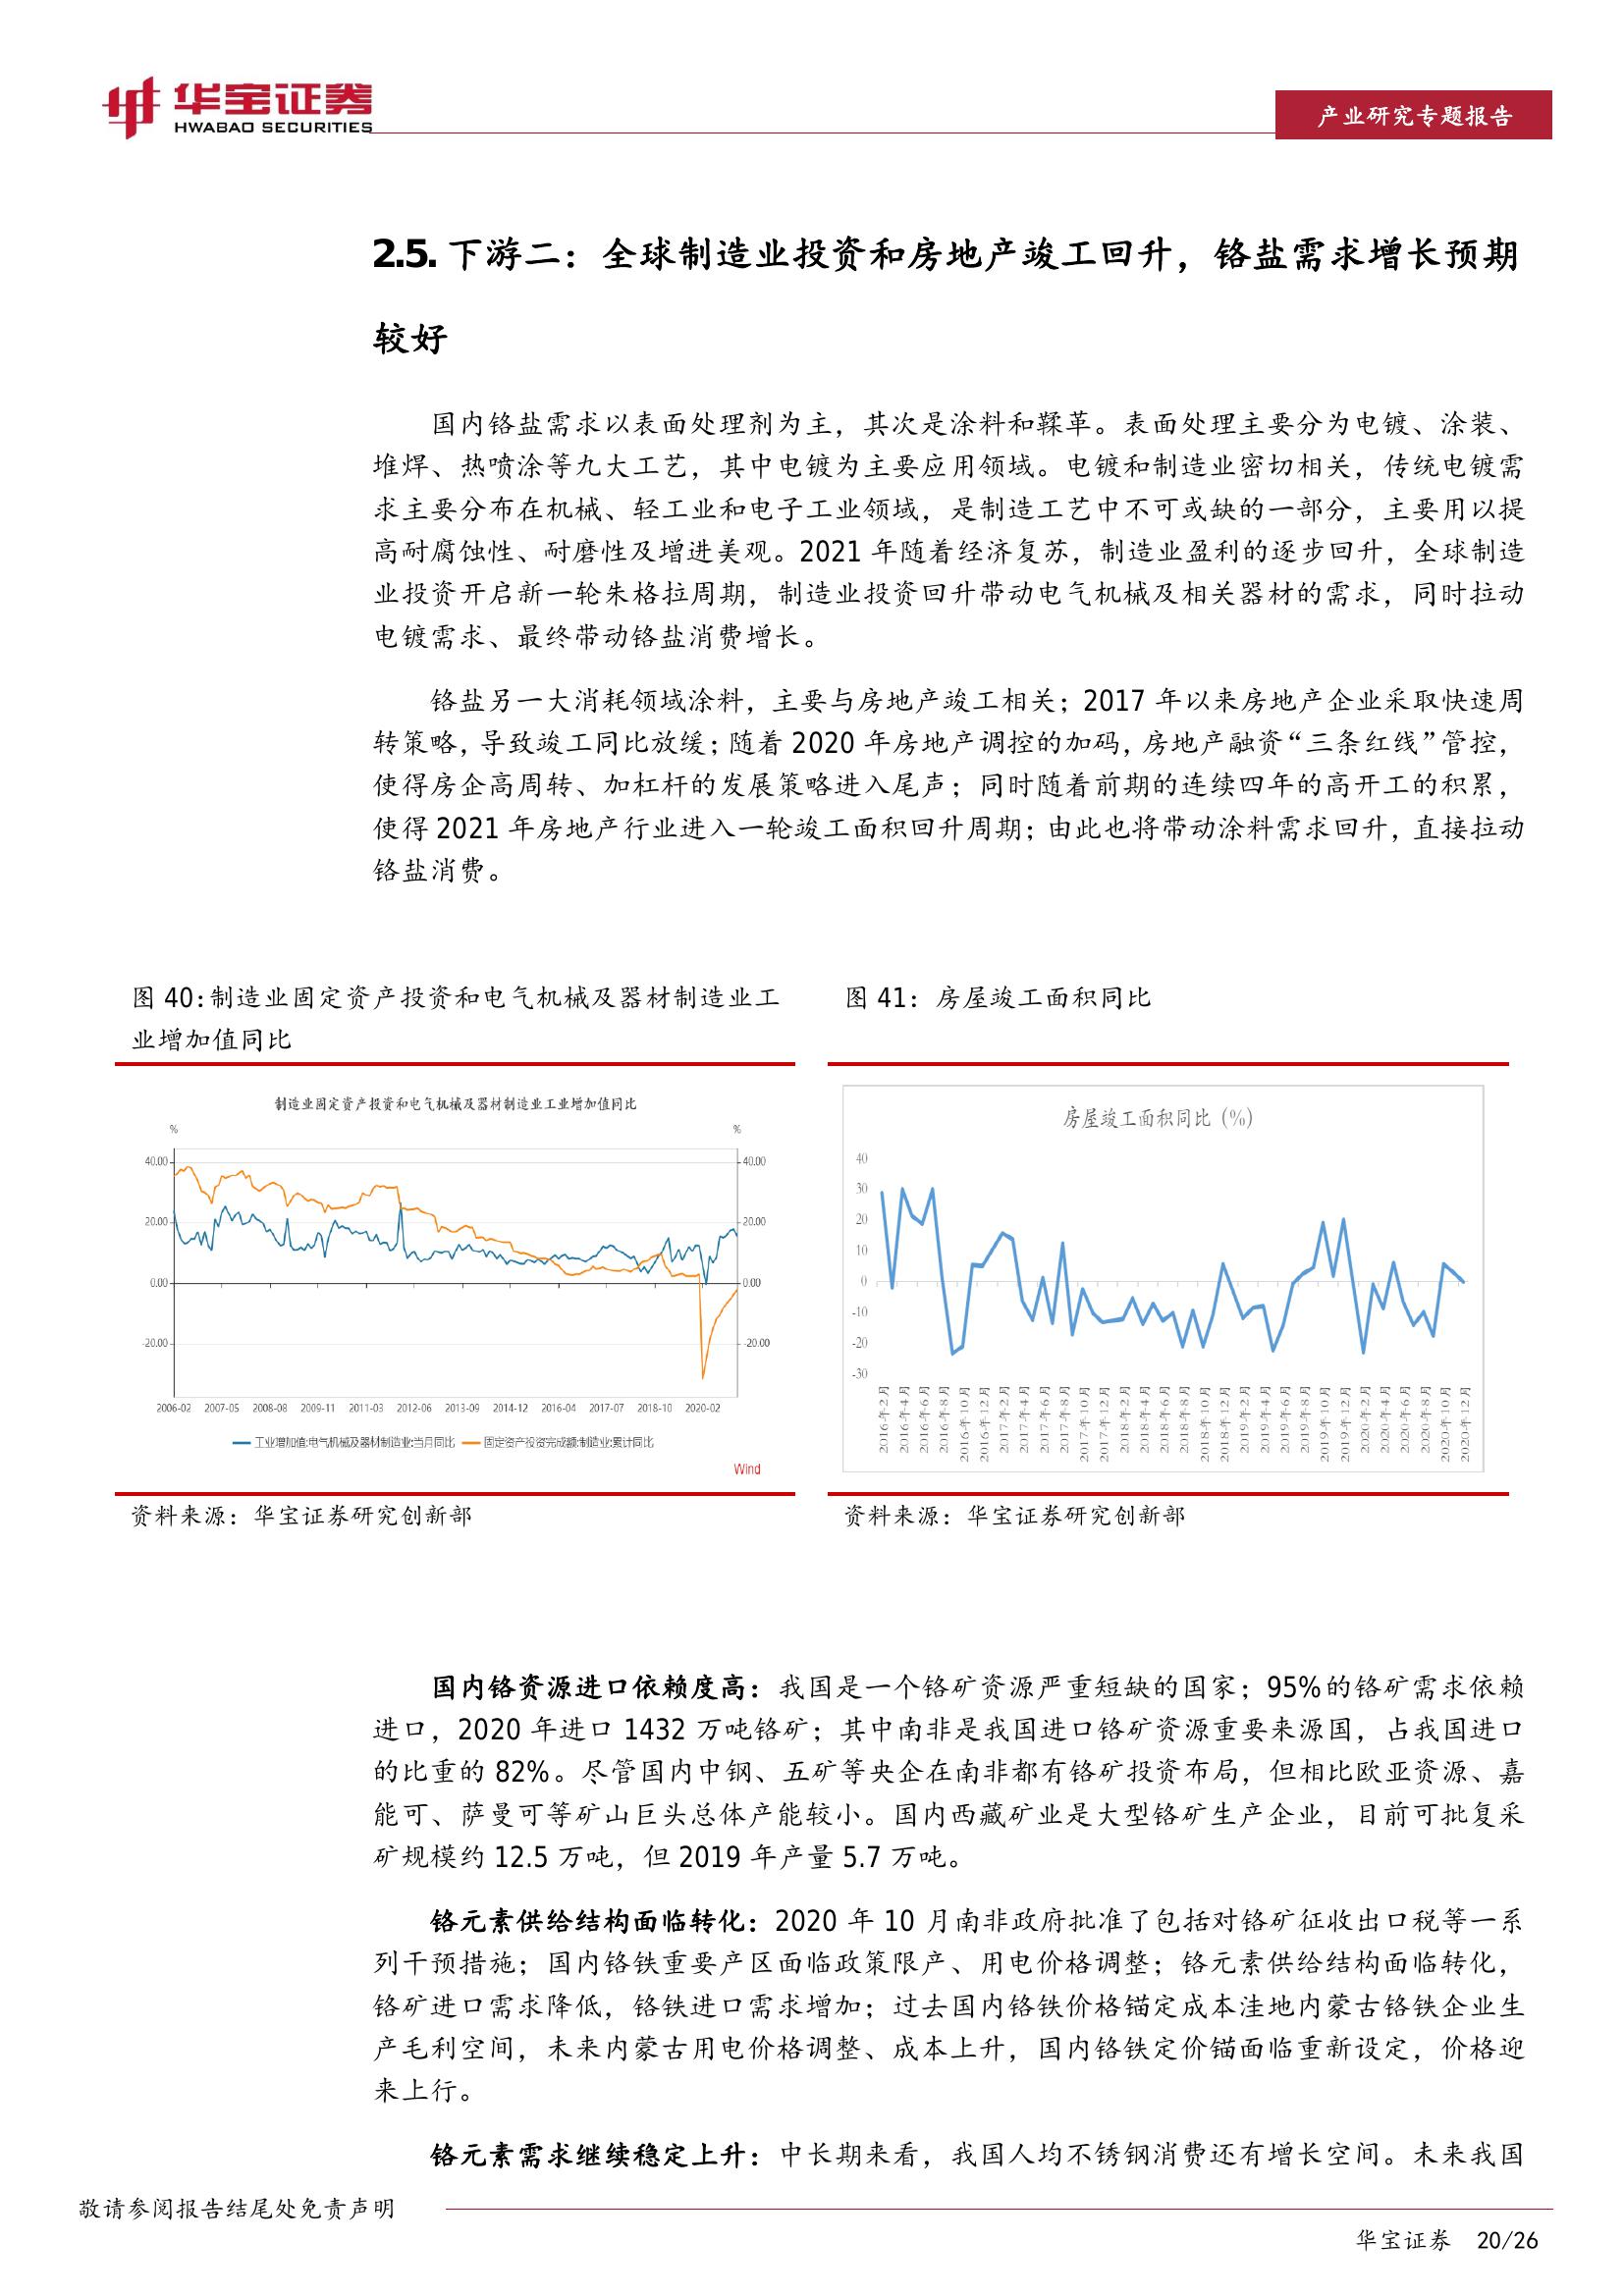 华宝证券
HWABAO SECURITIES
产业研究专题报告
2.5. 下游二：全球制造业投资和房地产竣工回升，铬盐需求增长预期
较好
国内铬盐需求以表面处理剂为主，其次是涂料和鞣革。表面处理主要分为电镀、涂装、
堆焊、热喷涂等九大工艺，其中电镀为主要应用领域。电镀和制造业密切相关，传统电镀需
求主要分布在机械、轻工业和电子工业领域，是制造工艺中不可或缺的一部分，主要用以提
高耐腐蚀性、耐磨性及增进美观。2021 年随着经济复苏，制造业盈利的逐步回升，全球制造
业投资开启新一轮朱格拉周期，制造业投资回升带动电气机械及相关器材的需求，同时拉动
电镀需求、最终带动铬盐消费增长。
铬盐另一大消耗领域涂料，主要与房地产竣工相关；2017 年以来房地产企业采取快速周
转策略，导致竣工同比放缓；随着 2020 年房地产调控的加码，房地产融资“三条红线”管控，
使得房企高周转、加杠杆的发展策略进入尾声；同时随着前期的连续四年的高开工的积累，
使得 2021 年房地产行业进入一轮竣工面积回升周期；由此也将带动涂料需求回升，直接拉动
铬盐消费。
图 40：制造业固定资产投资和电气机械及器材制造业工
业增加值同比
制造业固定资产投资和电气机械及器材制造业工业增加值同比
% %
40.00 40.00
20.00 20.00
0.00 0.00
-20.00 -20.00
2006-02 2007-05 2008-08 2009-11 2011-03 2012-06 2013-09 2014-12 2016-04 2017-07 2018-10 2020-02
工业增加值:电气机械及器材制造业:当月同比 固定资产投资完成额:制造业:累计同比
Wind
资料来源：华宝证券研究创新部
图 41：房屋竣工面积同比
房屋竣工面积同比（%）
40
30
20
10
0
-10
-20
-30
2016年2月 2016年4月 2016年6月 2016年8月 2016年10月 2016年12月 2017年2月 2017年4月 2017年6月 2017年8月 2017年10月 2017年12月 2018年2月 2018年4月 2018年6月 2018年8月 2018年10月 2018年12月 2019年2月 2019年4月 2019年6月 2019年8月 2019年10月 2019年12月 2020年2月 2020年4月 2020年6月 2020年8月 2020年10月 2020年12月
资料来源：华宝证券研究创新部
国内铬资源进口依赖度高：我国是一个铬矿资源严重短缺的国家；95%的铬矿需求依赖
进口，2020 年进口 1432 万吨铬矿；其中南非是我国进口铬矿资源重要来源国，占我国进口
的比重的 82%。尽管国内中钢、五矿等央企在南非都有铬矿投资布局，但相比欧亚资源、嘉
能可、萨曼可等矿山巨头总体产能较小。国内西藏矿业是大型铬矿生产企业，目前可批复采
矿规模约 12.5 万吨，但 2019 年产量 5.7 万吨。
铬元素供给结构面临转化：2020 年 10 月南非政府批准了包括对铬矿征收出口税等一系
列干预措施；国内铬铁重要产区面临政策限产、用电价格调整；铬元素供给结构面临转化，
铬矿进口需求降低，铬铁进口需求增加；过去国内铬铁价格锚定成本洼地内蒙古铬铁企业生
产毛利空间，未来内蒙古用电价格调整、成本上升，国内铬铁定价锚面临重新设定，价格迎
来上行。
铬元素需求继续稳定上升：中长期来看，我国人均不锈钢消费还有增长空间。未来我国
敬请参阅报告结尾处免责声明
华宝证券 20/26